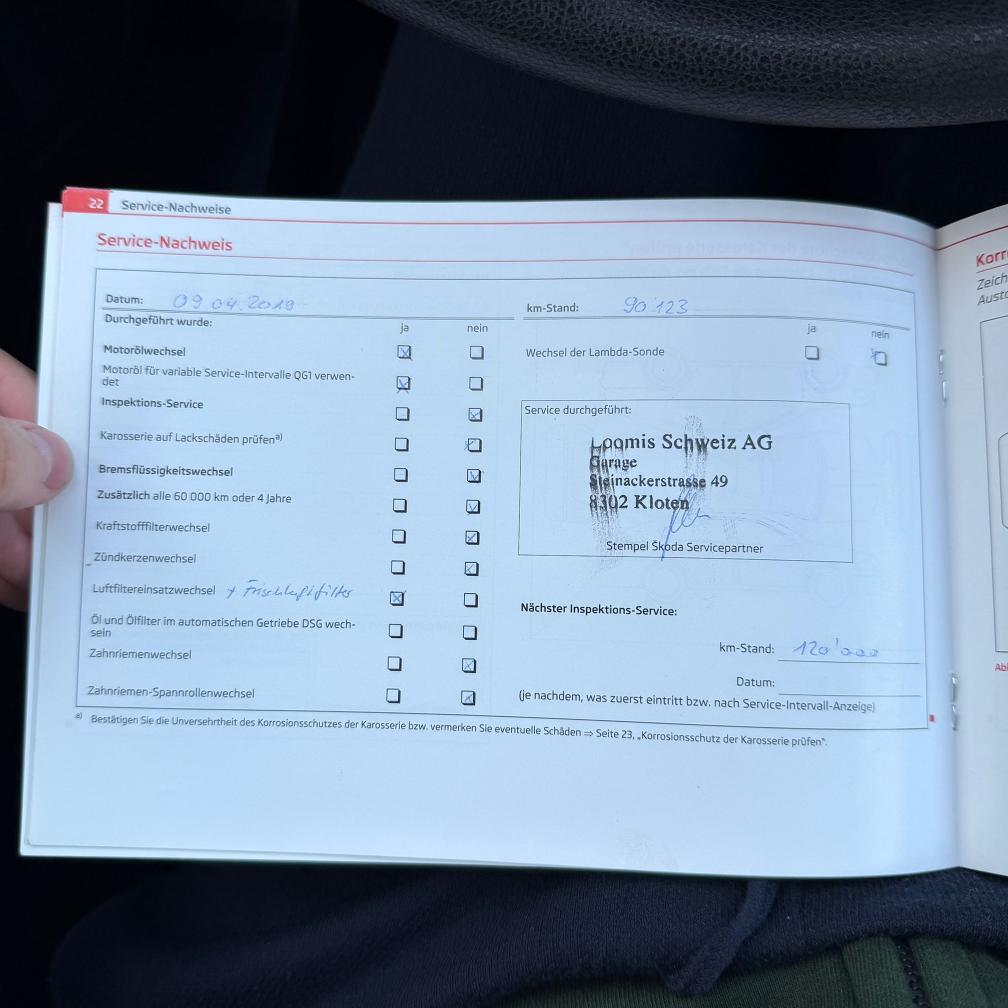 22 Service-Nachweise
Service-Nachweis
Datum: 09.04.2019
km-Stand: 90'123
Durchgeführt wurde:
ja nein
Motorölwechsel
Motoröl für variable Service-Intervalle QG1 verwen-
det
Inspektions-Service
Karosserie auf Lackschäden prüfen a)
Bremsflüssigkeitswechsel
Zusätzlich alle 60 000 km oder 4 Jahre
Kraftstofffilterwechsel
Zündkerzenwechsel
Luftfiltereinsatzwechsel + Frischluftfilter
Öl und Ölfilter im automatischen Getriebe DSG wech-
seln
Zahnriemenwechsel
Zahnriemen-Spannrollenwechsel
ja nein
Wechsel der Lambda-Sonde
Service durchgeführt:
Loomis Schweiz AG
Garage
Steinackerstrasse 49
8302 Kloten
Stempel Škoda Servicepartner
Nächster Inspektions-Service:
km-Stand: 120'000
Datum:
(je nachdem, was zuerst eintritt bzw. nach Service-Intervall-Anzeige)
a) Bestätigen Sie die Unversehrtheit des Korrosionsschutzes der Karosserie bzw. vermerken Sie eventuelle Schäden ⇒ Seite 23, „Korrosionsschutz der Karosserie prüfen“.
Korr
Zeich
Austo
Abl